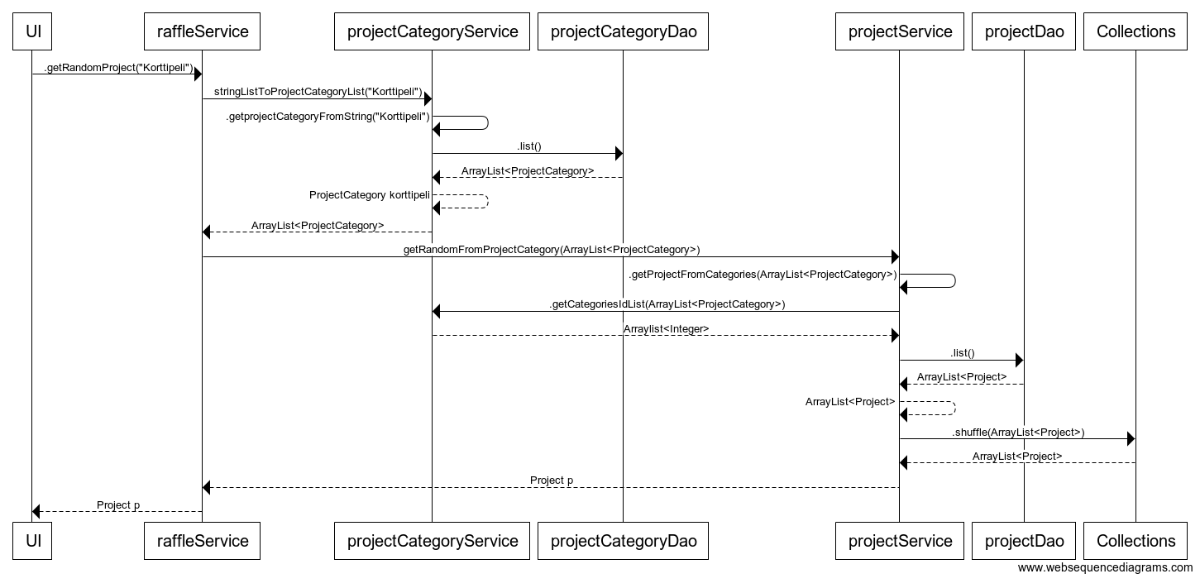 UI raffleService projectCategoryService projectCategoryDao projectService projectDao Collections
.getRandomProject("Korttipeli")
stringListToProjectCategoryList("Korttipeli")
.getprojectCategoryFromString("Korttipeli")
.list()
ArrayList<ProjectCategory>
ProjectCategory korttipeli
ArrayList<ProjectCategory>
getRandomFromProjectCategory(ArrayList<ProjectCategory>)
.getProjectFromCategories(ArrayList<ProjectCategory>)
.getCategoriesIdList(ArrayList<ProjectCategory>)
Arraylist<Integer>
.list()
ArrayList<Project>
ArrayList<Project>
.shuffle(ArrayList<Project>)
ArrayList<Project>
Project p
Project p
UI raffleService projectCategoryService projectCategoryDao projectService projectDao Collections
www.websequencediagrams.com